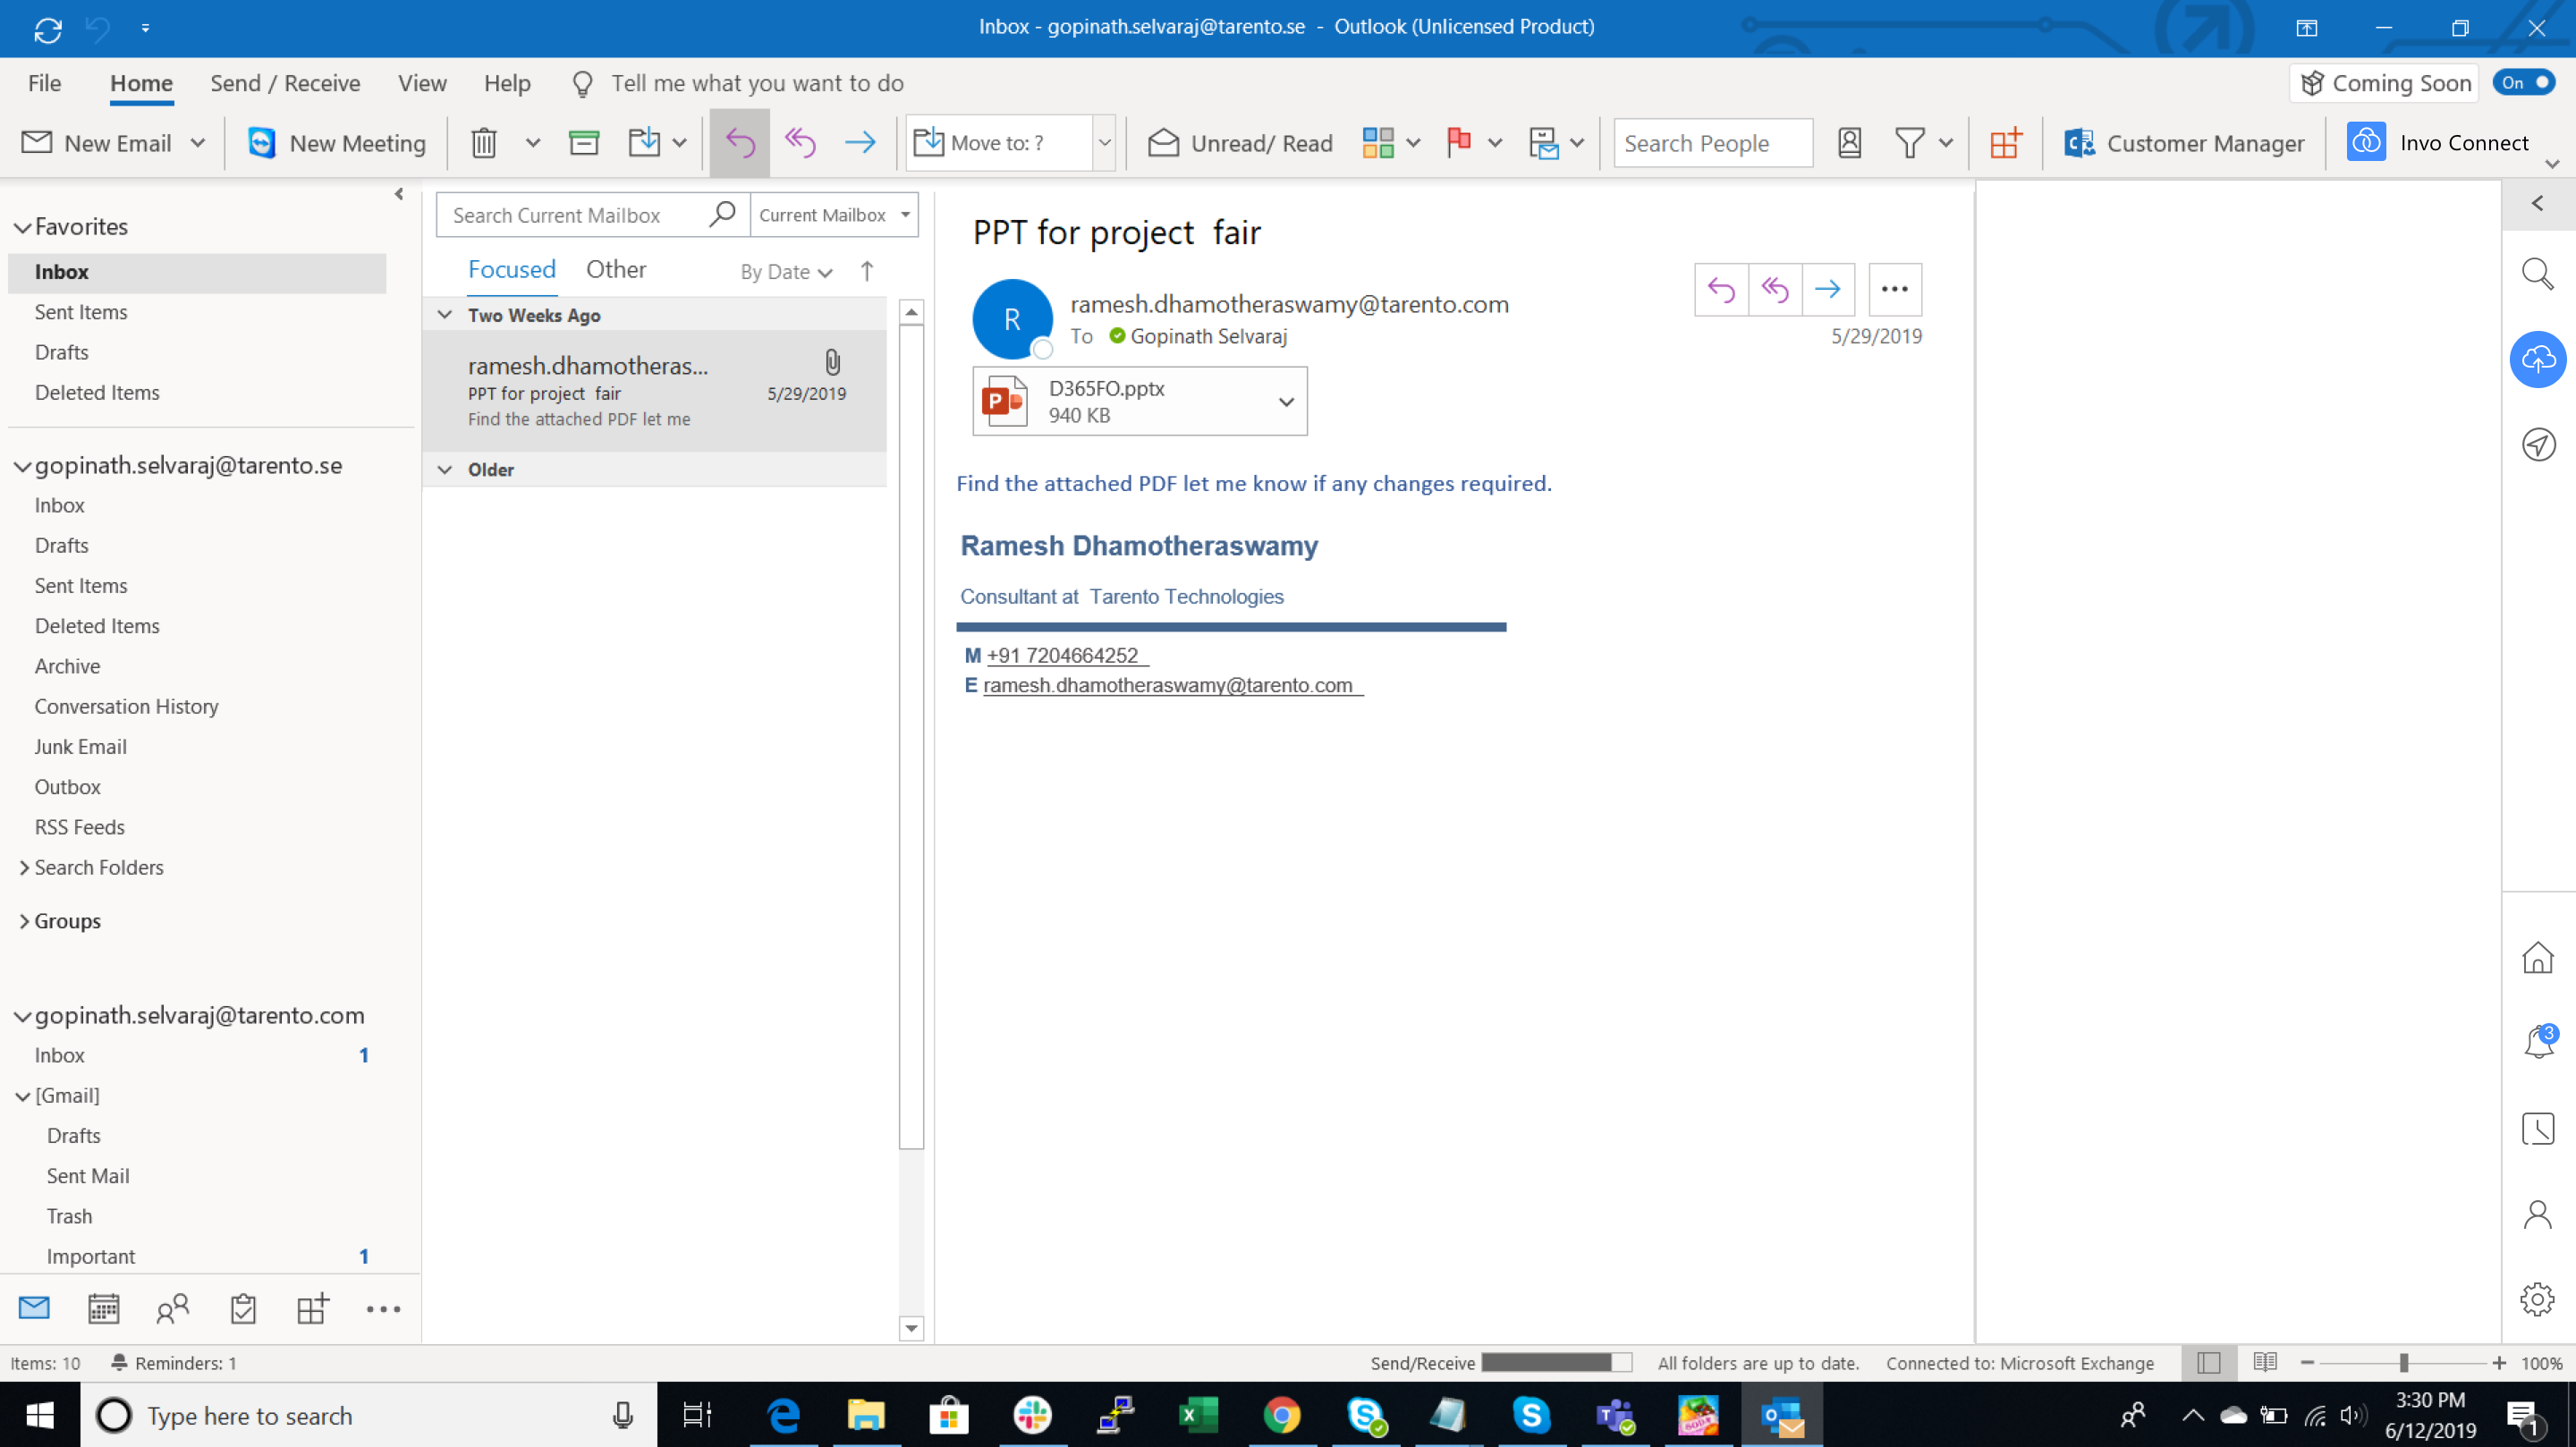 Inbox - gopinath.selvaraj@tarento.se - Outlook (Unlicensed Product)
File Home Send / Receive View Help Tell me what you want to do Coming Soon On
New Email New Meeting Move to: ? Unread/ Read Search People Customer Manager Invo Connect
Favorites
Inbox
Sent Items
Drafts
Deleted Items
gopinath.selvaraj@tarento.se
Inbox
Drafts
Sent Items
Deleted Items
Archive
Conversation History
Junk Email
Outbox
RSS Feeds
Search Folders
Groups
gopinath.selvaraj@tarento.com
Inbox 1
[Gmail]
Drafts
Sent Mail
Trash
Important 1
Search Current Mailbox Current Mailbox
Focused Other By Date
Two Weeks Ago
ramesh.dhamotheras...
PPT for project fair 5/29/2019
Find the attached PDF let me
Older
PPT for project fair
R
ramesh.dhamotheraswamy@tarento.com
To Gopinath Selvaraj 5/29/2019
D365FO.pptx
940 KB
Find the attached PDF let me know if any changes required.
Ramesh Dhamotheraswamy
Consultant at Tarento Technologies
M +91 7204664252
E ramesh.dhamotheraswamy@tarento.com
3
Items: 10 Reminders: 1 Send/Receive All folders are up to date. Connected to: Microsoft Exchange 100%
Type here to search
3:30 PM
6/12/2019
1